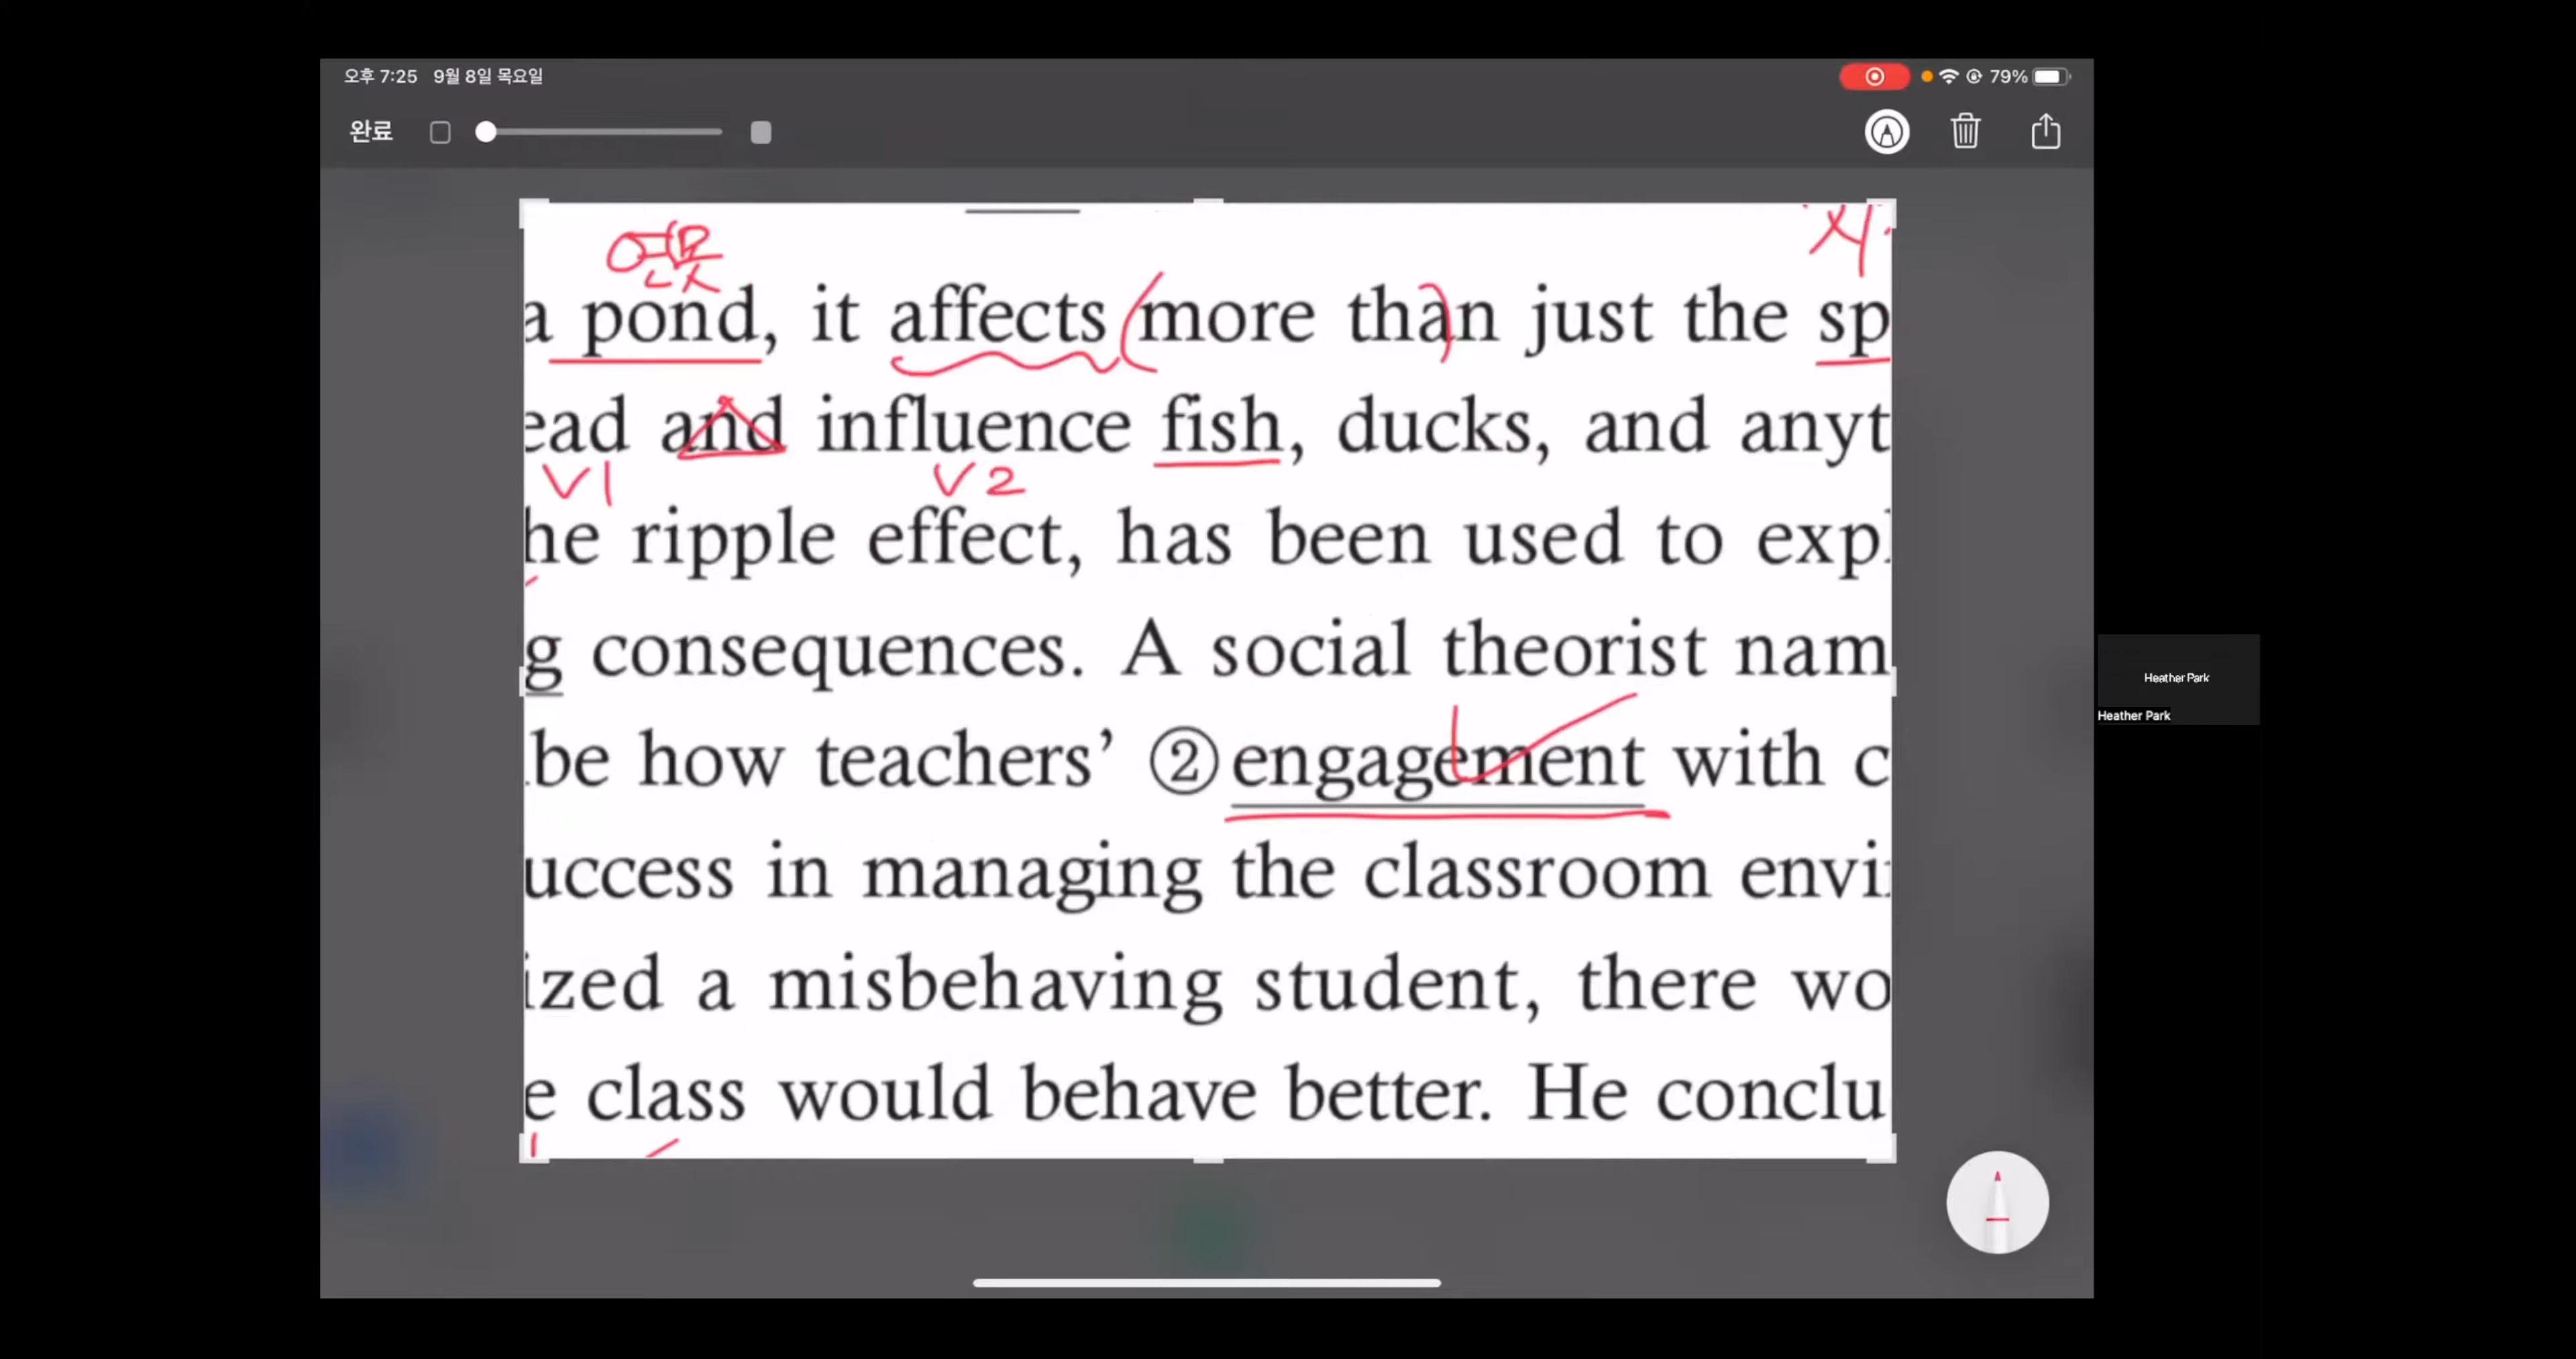 오후 7:25 9월 8일 목요일
79%
완료
연못
a pond, it affects (more than) just the sp
ead and influence fish, ducks, and anyt
V1 V2
he ripple effect, has been used to expl
g consequences. A social theorist nam
be how teachers’ ② engagement with c
uccess in managing the classroom envi
ized a misbehaving student, there wo
e class would behave better. He conclu
Heather Park
Heather Park